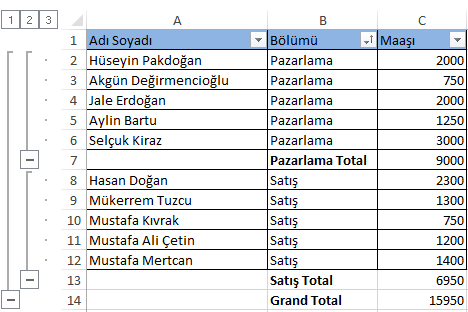 1 2 3 A B C
1 Adı Soyadı Bölümü Maaşı
2 Hüseyin Pakdoğan Pazarlama 2000
3 Akgün Değirmencioğlu Pazarlama 750
4 Jale Erdoğan Pazarlama 2000
5 Aylin Bartu Pazarlama 1250
6 Selçuk Kiraz Pazarlama 3000
7 Pazarlama Total 9000
8 Hasan Doğan Satış 2300
9 Mükerrem Tuzcu Satış 1300
10 Mustafa Kıvrak Satış 750
11 Mustafa Ali Çetin Satış 1200
12 Mustafa Mertcan Satış 1400
13 Satış Total 6950
14 Grand Total 15950